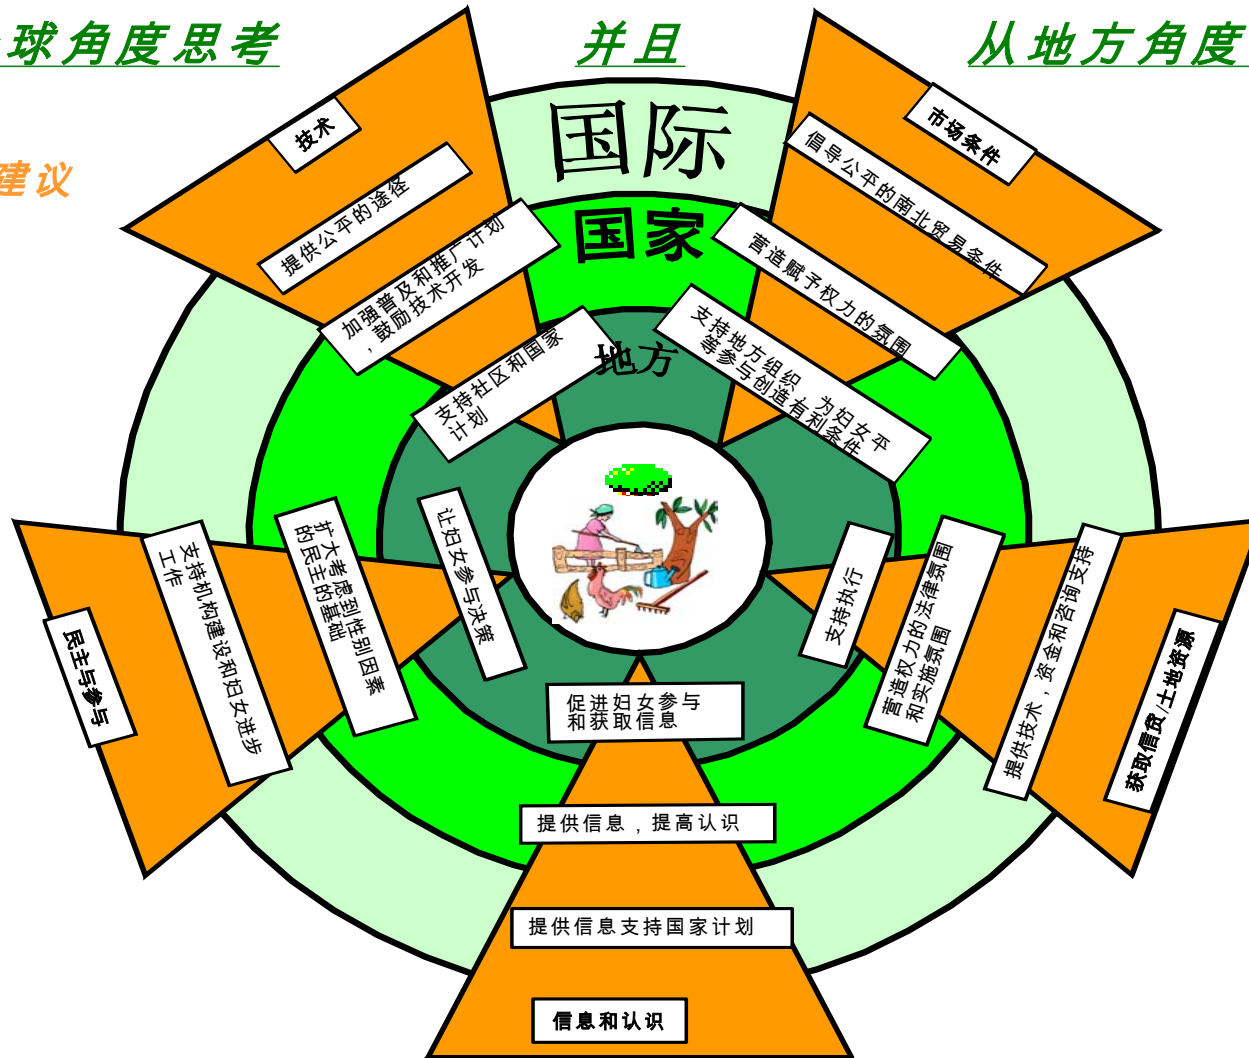 球角度思考
并且
从地方角度
建议
国际
国家
地方
技术
提供公平的途径
加强普及和推广计划
，鼓励技术开发
支持社区和国家
计划
市场条件
倡导公平的南北贸易条件
营造赋予权力的氛围
支持地方组织 为妇女平
等参与创造有利条件
民主与参与
支持机构建设和妇女进步
工作
扩大考虑到性别因素
的民主的基础
让妇女参与决策
支持执行
营造权力的法律氛围
和实施氛围
提供技术，资金和咨询支持
获取信贷/土地资源
促进妇女参与
和获取信息
提供信息，提高认识
提供信息支持国家计划
信息和认识